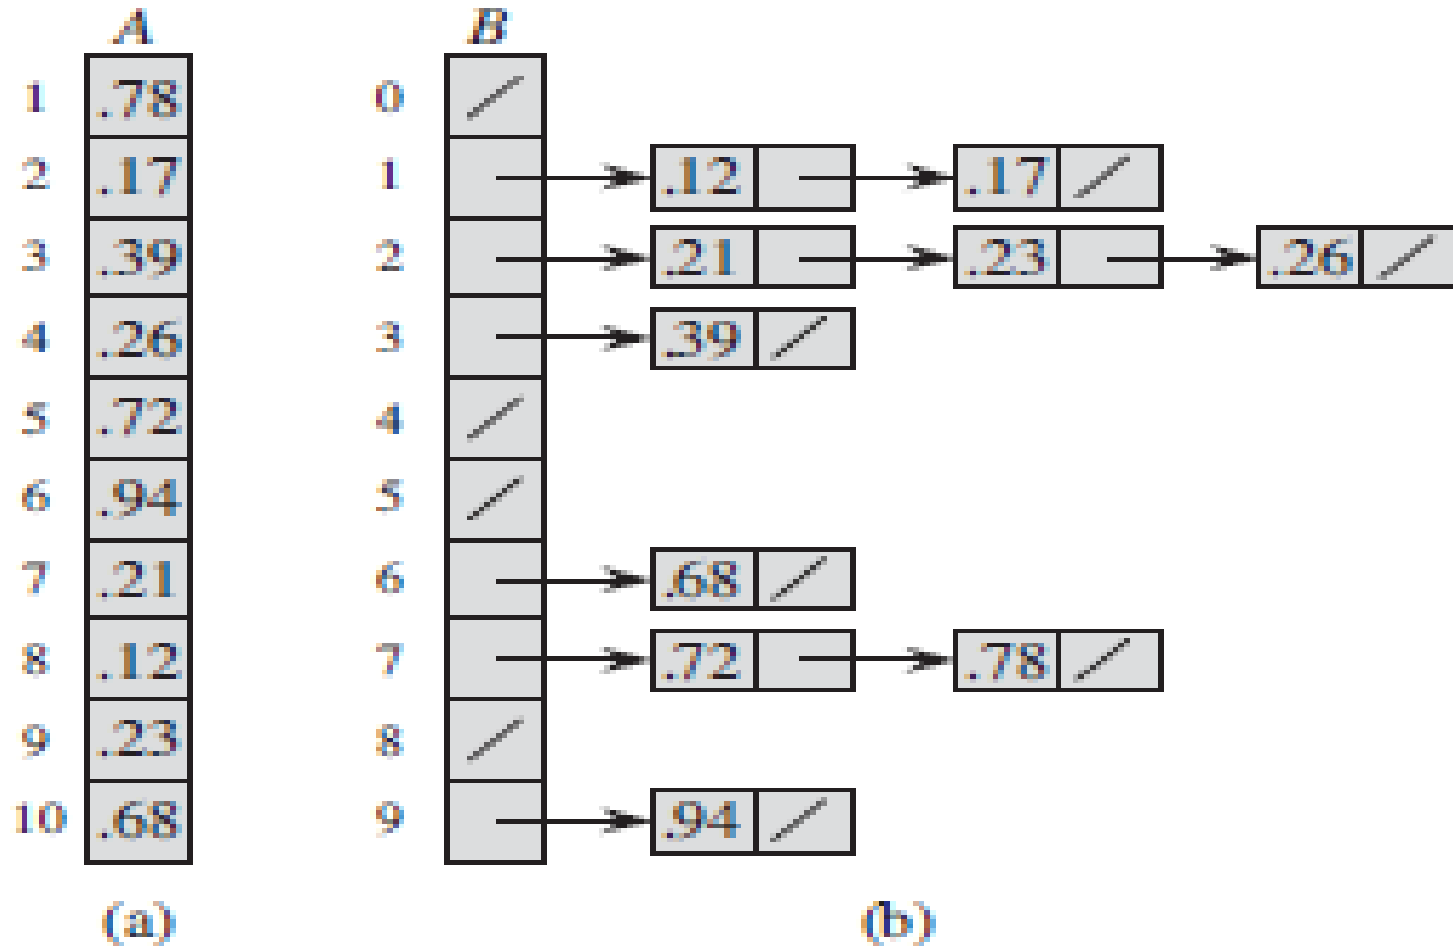 A B
1 .78 0
2 .17 1 .12 .17
3 .39 2 .21 .23 .26
4 .26 3 .39
5 .72 4
6 .94 5
7 .21 6 .68
8 .12 7 .72 .78
9 .23 8
10 .68 9 .94
(a) (b)